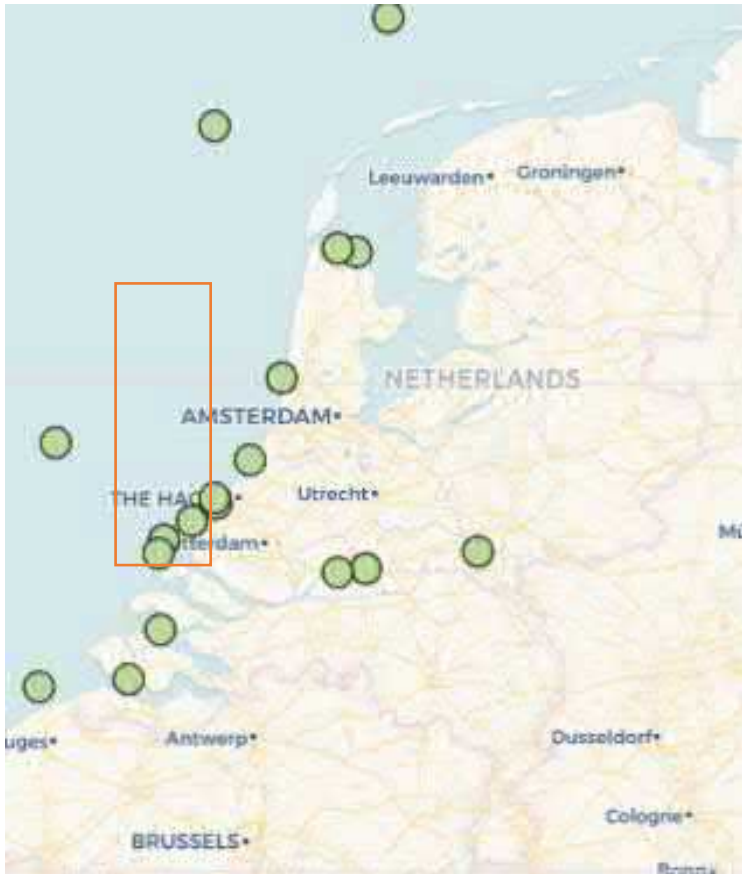 Leeuwarden
Groningen
NETHERLANDS
AMSTERDAM
THE HA
Utrecht
tterdam
Mü
uges
Antwerp
Dusseldorf
Cologne
BRUSSELS
Bonn